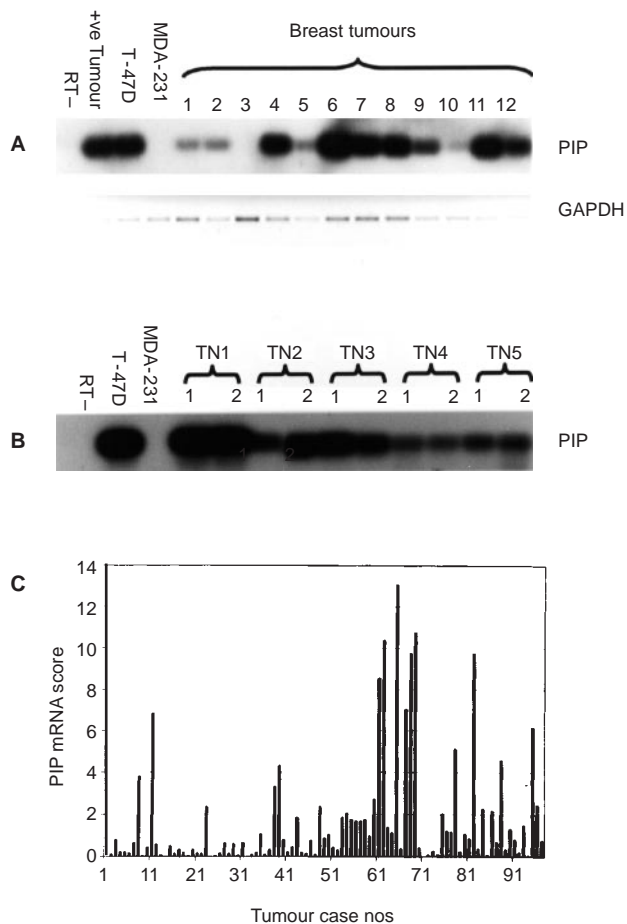 RT–
+ve Tumour
T-47D
MDA-231
Breast tumours
1 2 3 4 5 6 7 8 9 10 11 12
A
PIP
GAPDH
RT–
T-47D
MDA-231
TN1 TN2 TN3 TN4 TN5
1 2 1 2 1 2 1 2 1 2
B
1 2
PIP
C
PIP mRNA score
14
12
10
8
6
4
2
0
1 11 21 31 41 51 61 71 81 91
Tumour case nos